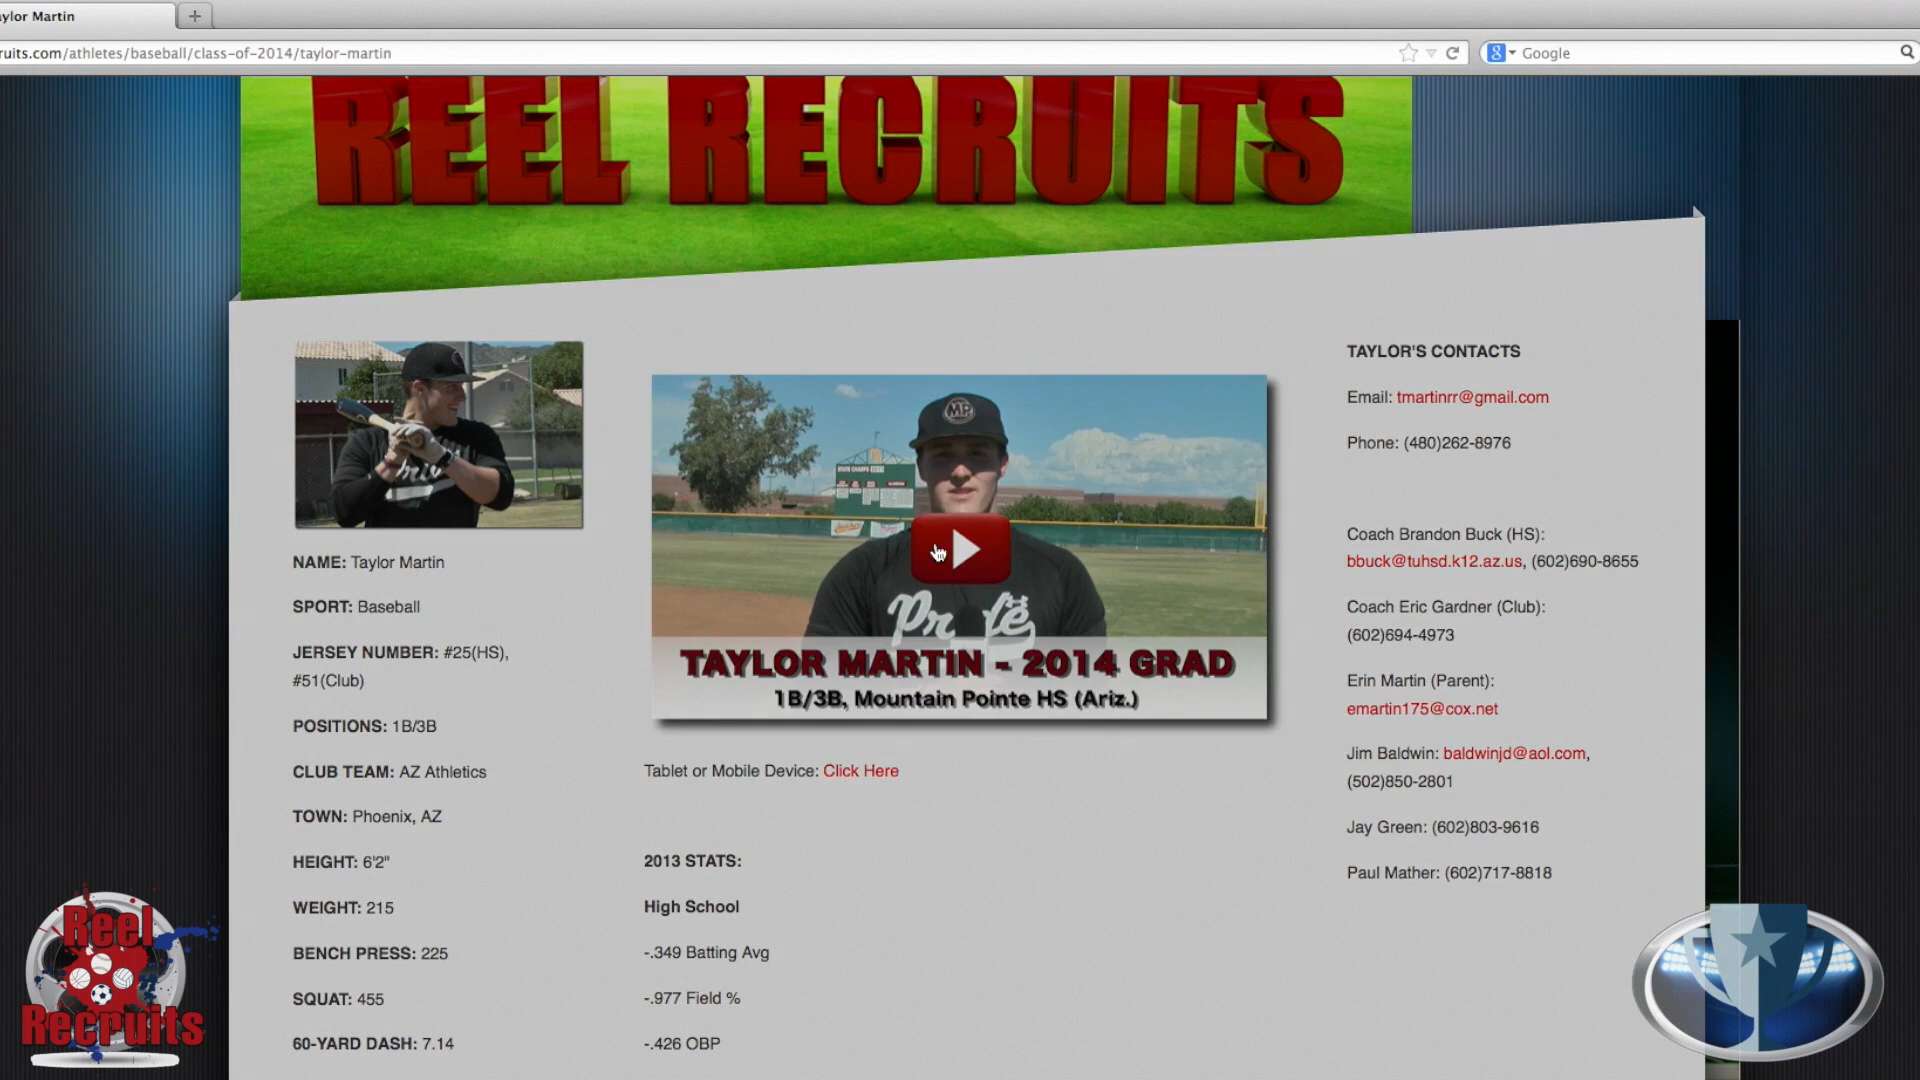 aylor Martin
ruits.com/athletes/baseball/class-of-2014/taylor-martin
Google
REEL RECRUITS
NAME: Taylor Martin
SPORT: Baseball
JERSEY NUMBER: #25(HS),
#51(Club)
POSITIONS: 1B/3B
CLUB TEAM: AZ Athletics
TOWN: Phoenix, AZ
HEIGHT: 6'2"
WEIGHT: 215
BENCH PRESS: 225
SQUAT: 455
60-YARD DASH: 7.14
MP
STATE CHAMPS
TAYLOR MARTIN - 2014 GRAD
1B/3B, Mountain Pointe HS (Ariz.)
Tablet or Mobile Device: Click Here
2013 STATS:
High School
-.349 Batting Avg
-.977 Field %
-.426 OBP
TAYLOR'S CONTACTS
Email: tmartinrr@gmail.com
Phone: (480)262-8976
Coach Brandon Buck (HS):
bbuck@tuhsd.k12.az.us, (602)690-8655
Coach Eric Gardner (Club):
(602)694-4973
Erin Martin (Parent):
emartin175@cox.net
Jim Baldwin: baldwinjd@aol.com,
(502)850-2801
Jay Green: (602)803-9616
Paul Mather: (602)717-8818
Reel
Recruits